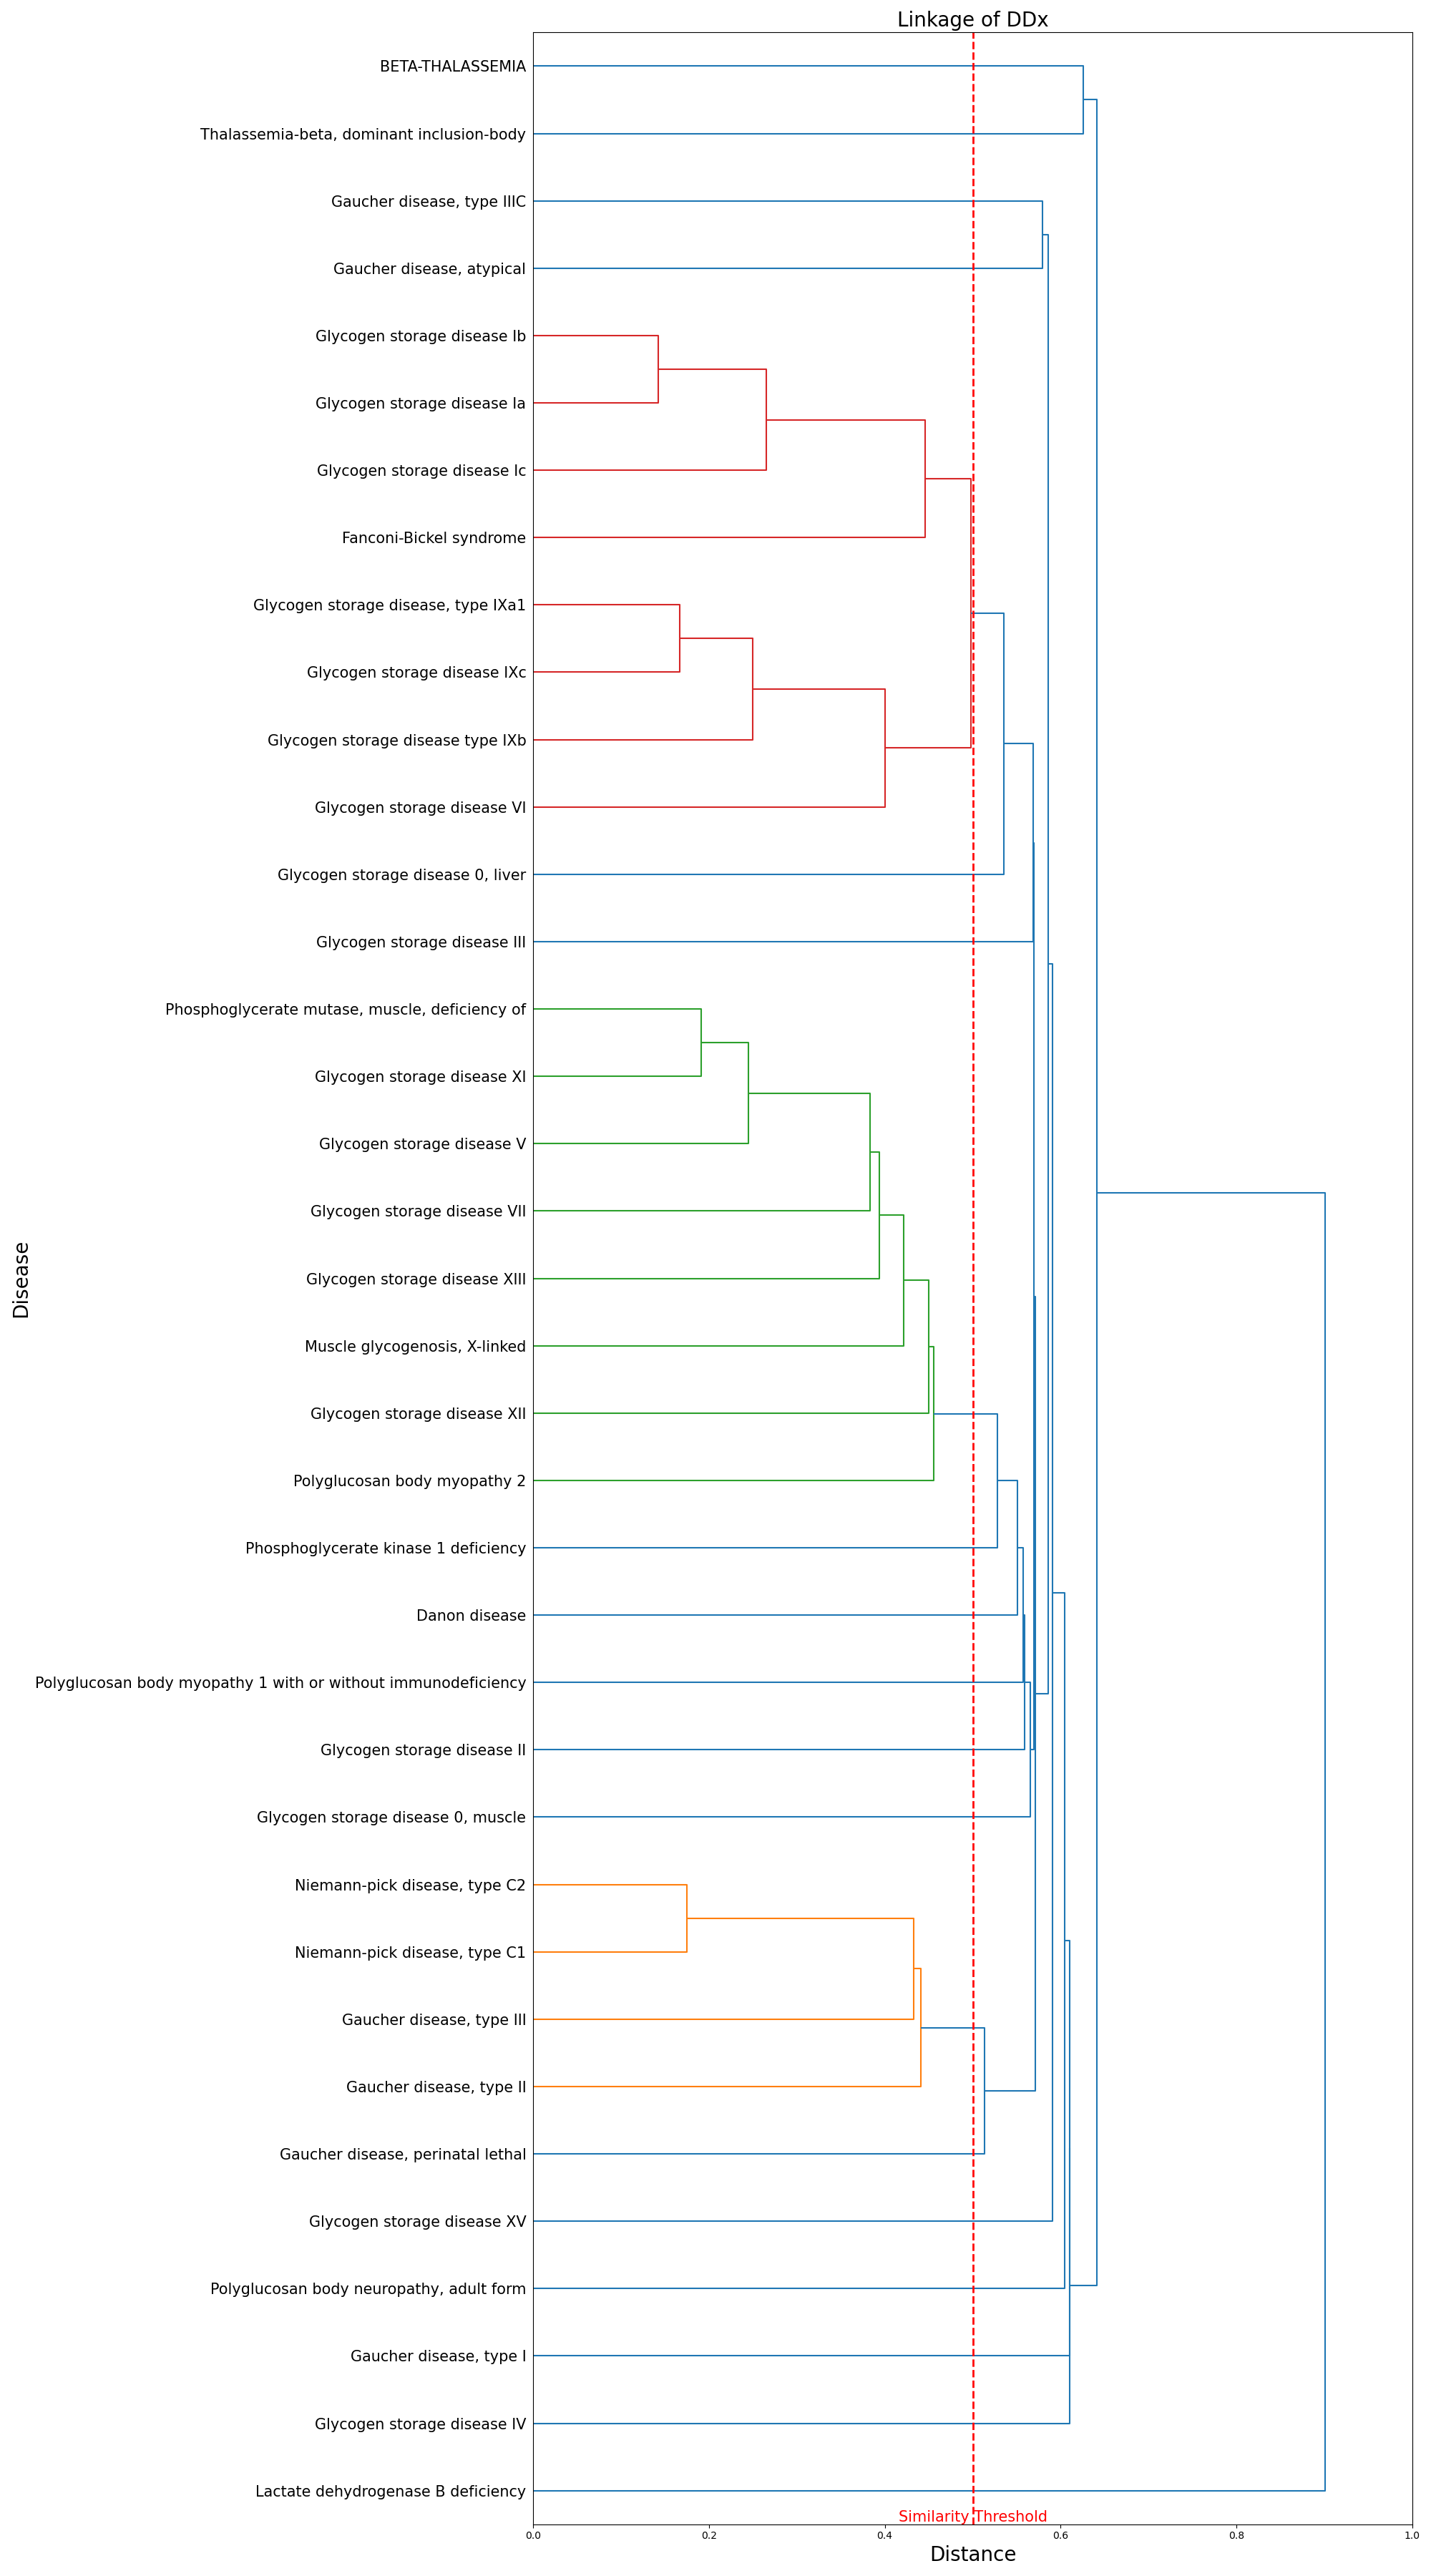 Linkage of DDx
BETA-THALASSEMIA
Thalassemia-beta, dominant inclusion-body
Gaucher disease, type IIIC
Gaucher disease, atypical
Glycogen storage disease Ib
Glycogen storage disease Ia
Glycogen storage disease Ic
Fanconi-Bickel syndrome
Glycogen storage disease, type IXa1
Glycogen storage disease IXc
Glycogen storage disease type IXb
Glycogen storage disease VI
Glycogen storage disease 0, liver
Glycogen storage disease III
Phosphoglycerate mutase, muscle, deficiency of
Glycogen storage disease XI
Glycogen storage disease V
Glycogen storage disease VII
Glycogen storage disease XIII
Muscle glycogenosis, X-linked
Glycogen storage disease XII
Polyglucosan body myopathy 2
Phosphoglycerate kinase 1 deficiency
Danon disease
Polyglucosan body myopathy 1 with or without immunodeficiency
Glycogen storage disease II
Glycogen storage disease 0, muscle
Niemann-pick disease, type C2
Niemann-pick disease, type C1
Gaucher disease, type III
Gaucher disease, type II
Gaucher disease, perinatal lethal
Glycogen storage disease XV
Polyglucosan body neuropathy, adult form
Gaucher disease, type I
Glycogen storage disease IV
Lactate dehydrogenase B deficiency
Disease
Similarity Threshold
0.0 0.2 0.4 0.6 0.8 1.0
Distance